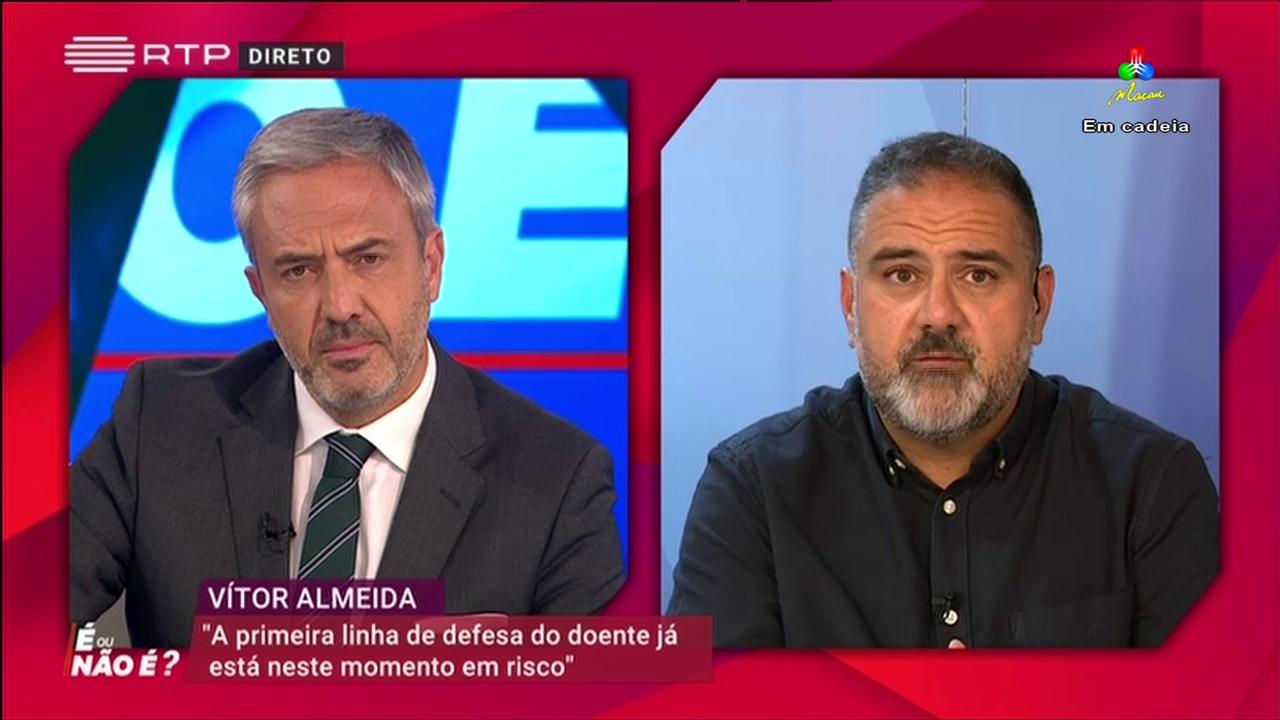 RTP DIRETO
Macau
Em cadeia
CE
VÍTOR ALMEIDA
"A primeira linha de defesa do doente já
está neste momento em risco"
É OU
NÃO É?